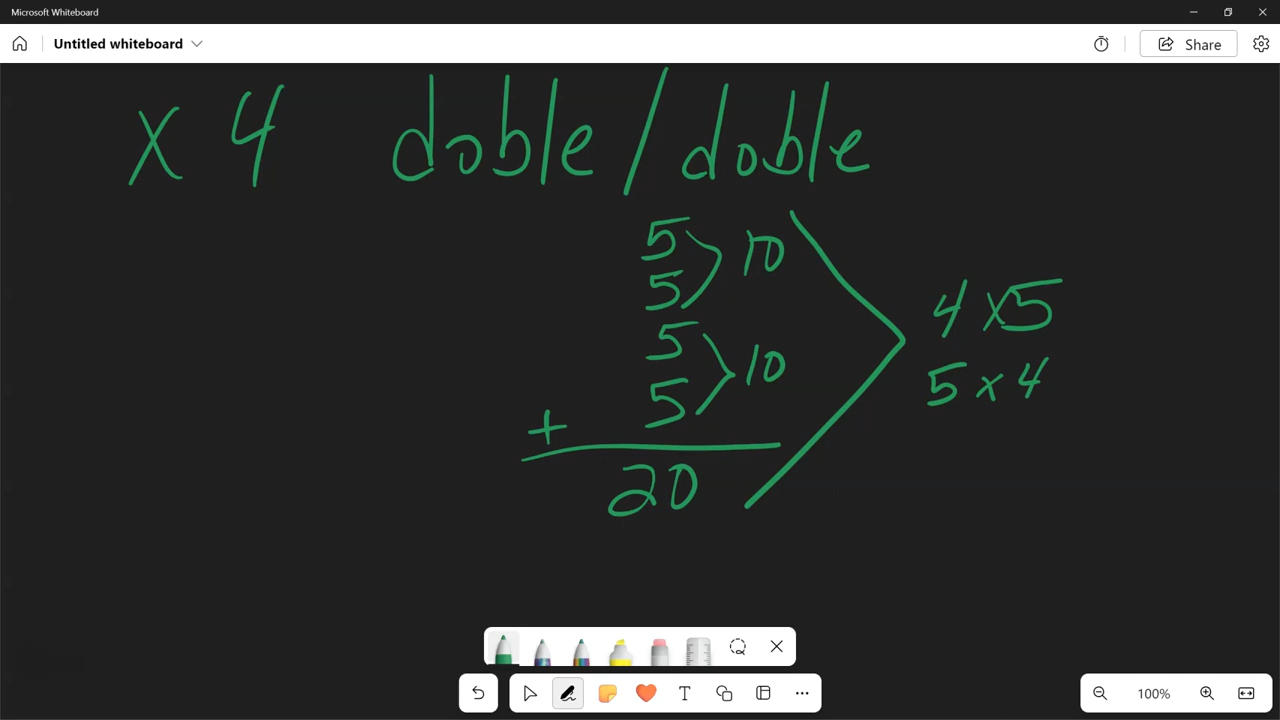 Microsoft Whiteboard
Untitled whiteboard
Share
x 4 doble/doble
5
5
10
5
5
10
+
20
4 x 5
5 x 4
T
100%